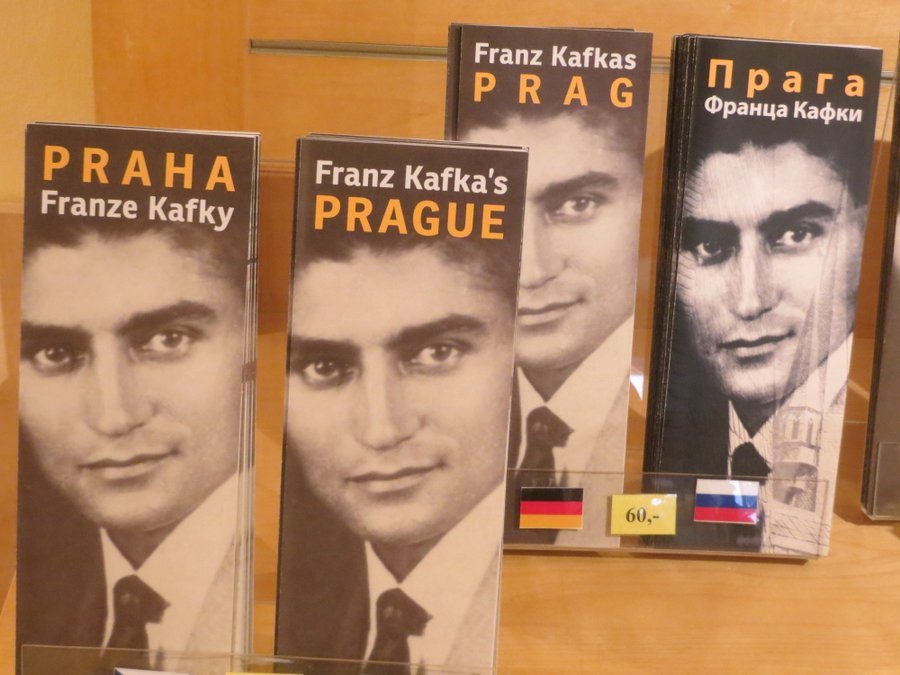 PRAHA
Franze Kafky
Franz Kafka's
PRAGUE
Franz Kafkas
PRAG
Прага
Франца Кафки
60,-